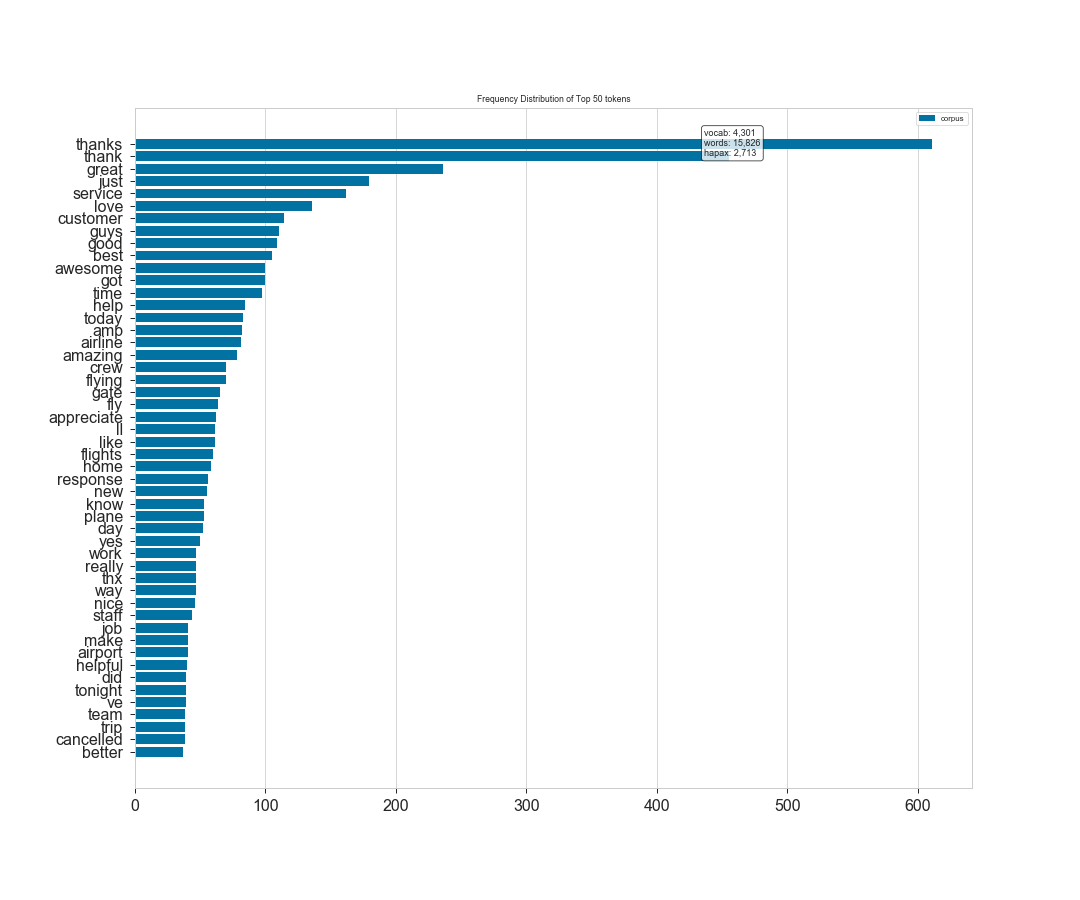 Frequency Distribution of Top 50 tokens
corpus
vocab: 4,301
words: 15,826
hapax: 2,713
thanks
thank
great
just
service
love
customer
guys
good
best
awesome
got
time
help
today
amp
airline
amazing
crew
flying
gate
fly
appreciate
ll
like
flights
home
response
new
know
plane
day
yes
work
really
thx
way
nice
staff
job
make
airport
helpful
did
tonight
ve
team
trip
cancelled
better
0 100 200 300 400 500 600